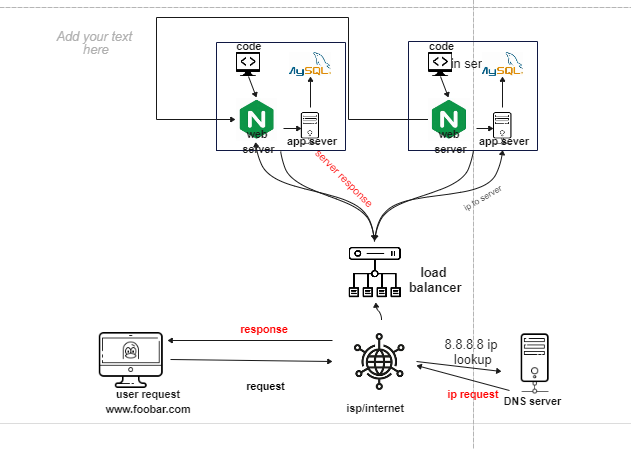 Add your text
here
code
MySQL
code
in ser
MySQL
N
web
server
app sever
N
web
server
app sever
server response
ip to server
load
balancer
response
8.8.8.8 ip
lookup
user request
www.foobar.com
request
isp/internet
ip request
DNS server